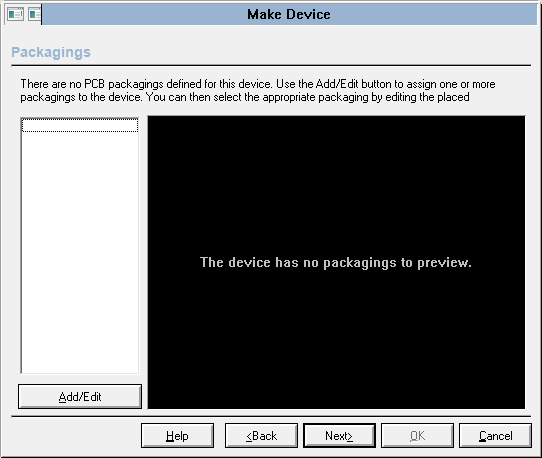 Make Device
Packagings
There are no PCB packagings defined for this device. Use the Add/Edit button to assign one or more
packagings to the device. You can then select the appropriate packaging by editing the placed
The device has no packagings to preview.
Add/Edit
Help
<Back
Next>
OK
Cancel